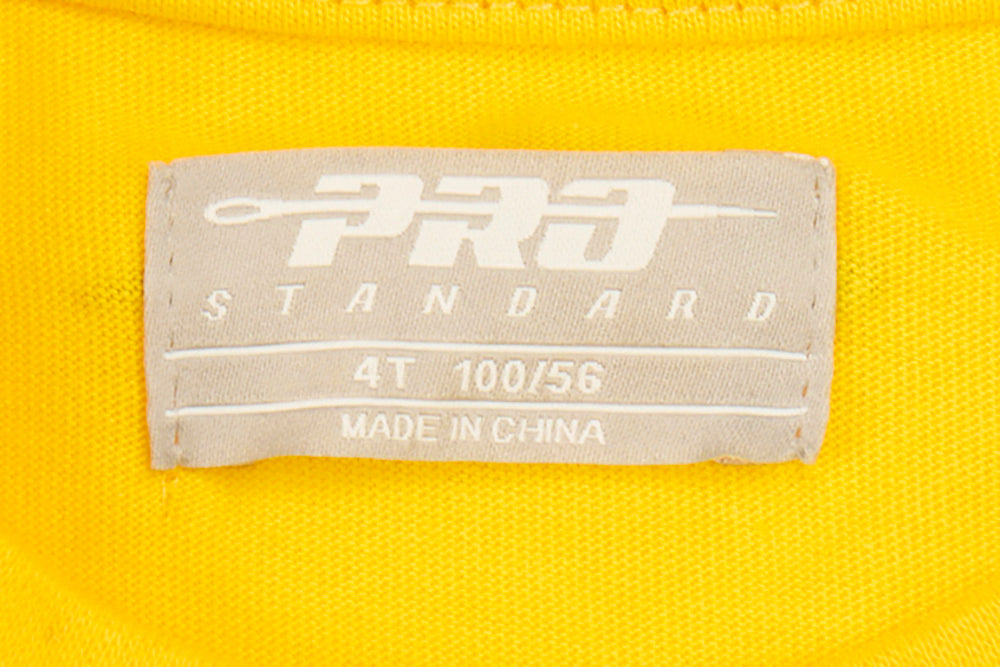 PRO
STANDARD
4T 100/56
MADE IN CHINA